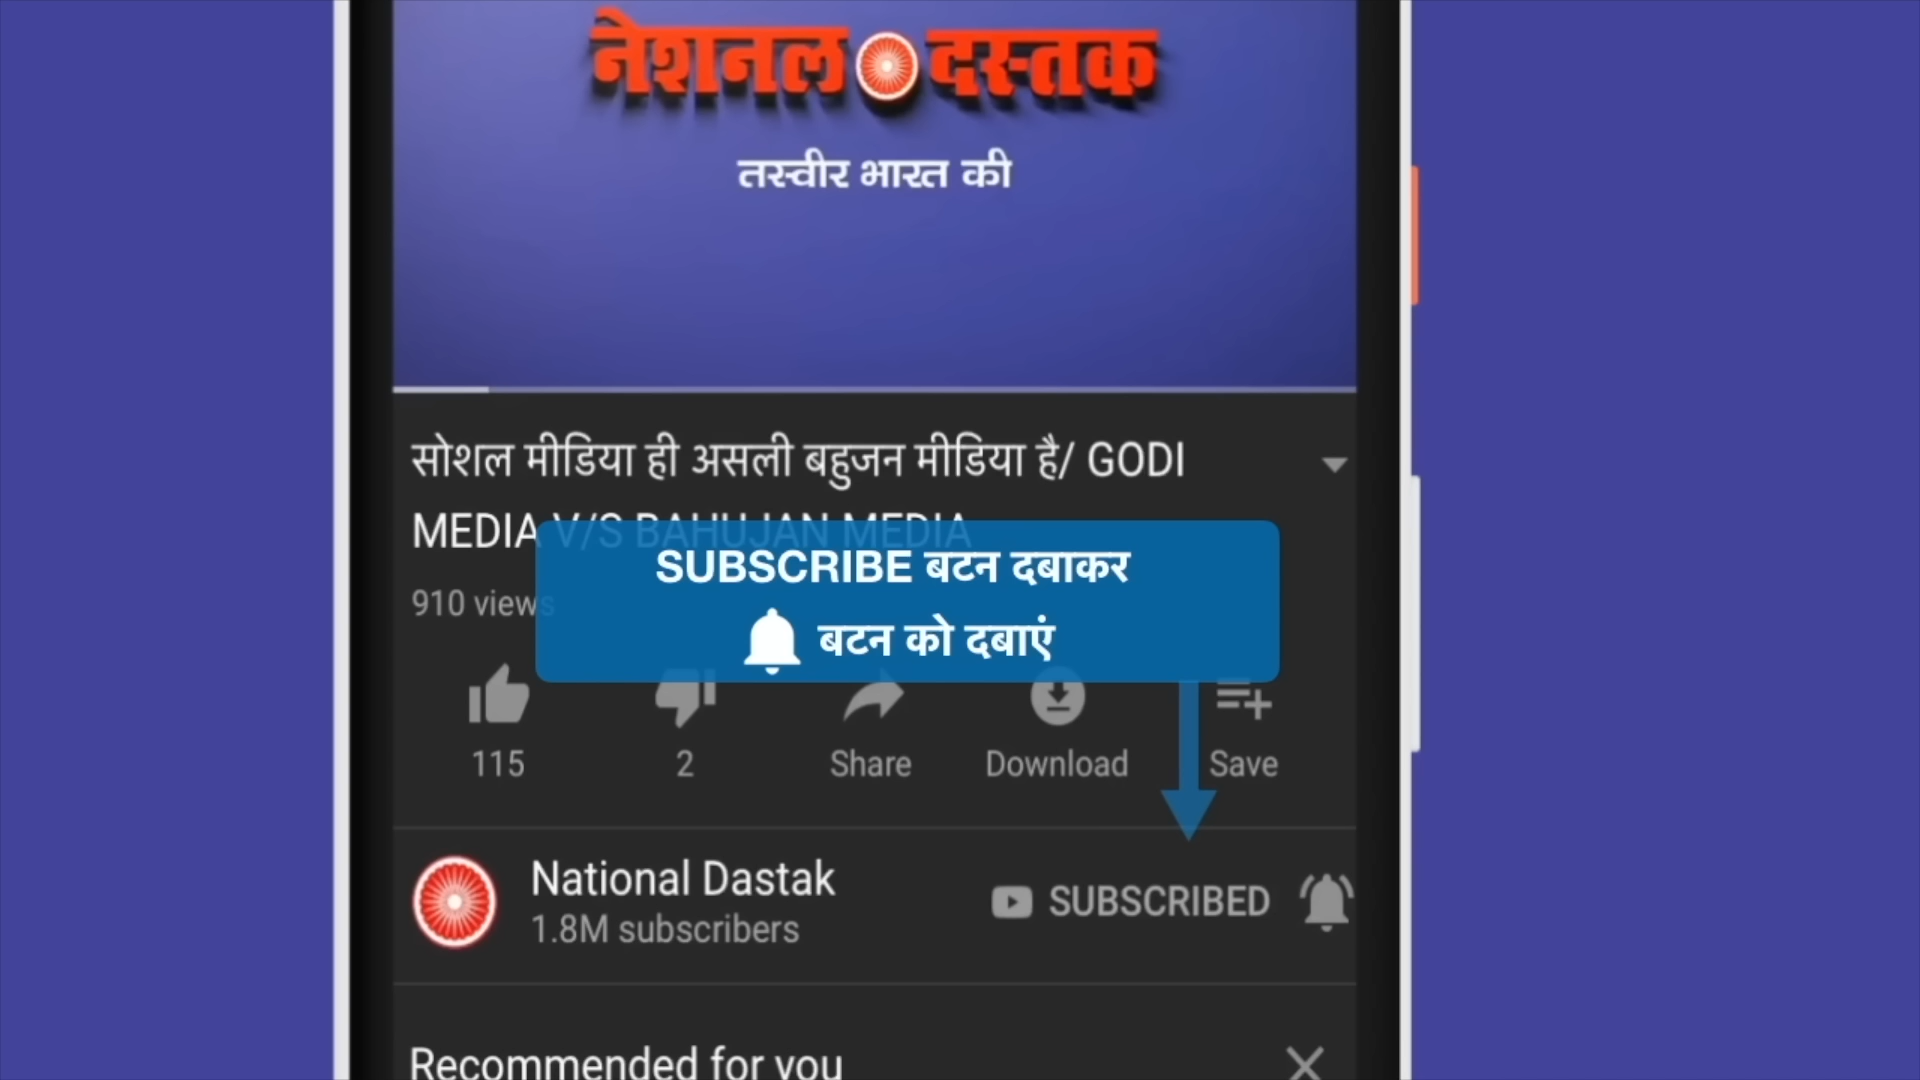 नेशनल दस्तक
तस्वीर भारत की
सोशल मीडिया ही असली बहुजन मीडिया है/ GODI
MEDIA V/S BAHUJAN MEDIA
910 views
SUBSCRIBE बटन दबाकर
बटन को दबाएं
115 2 Share Download Save
National Dastak
1.8M subscribers
SUBSCRIBED
Recommended for you